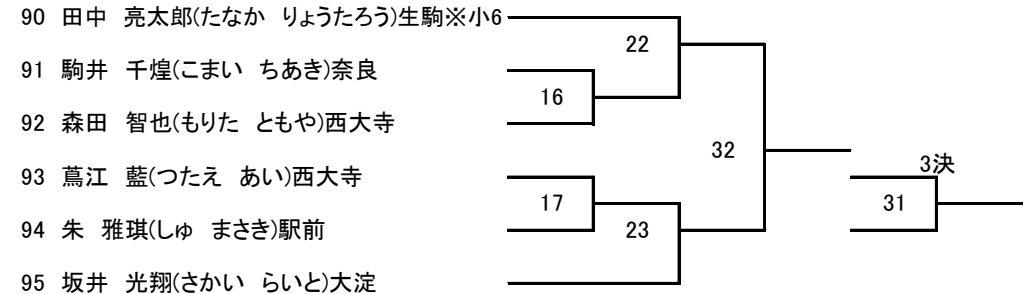 90 田中 亮太郎(たなか りょうたろう)生駒※小6
22
91 駒井 千煌(こまい ちあき)奈良
16
92 森田 智也(もりた ともや)西大寺
32
3決
93 蔦江 藍(つたえ あい)西大寺
17
31
94 朱 雅琪(しゅ まさき)駅前
23
95 坂井 光翔(さかい らいと)大淀